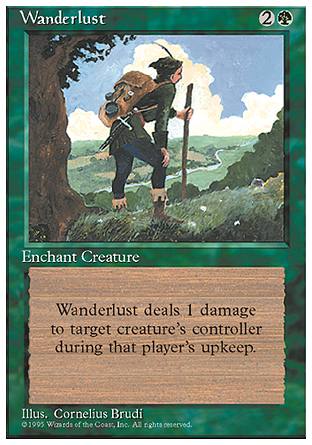 Wanderlust 2
Enchant Creature
Wanderlust deals 1 damage
to target creature's controller
during that player's upkeep.
Illus. Cornelius Brudi
©1995 Wizards of the Coast, Inc. All rights reserved.